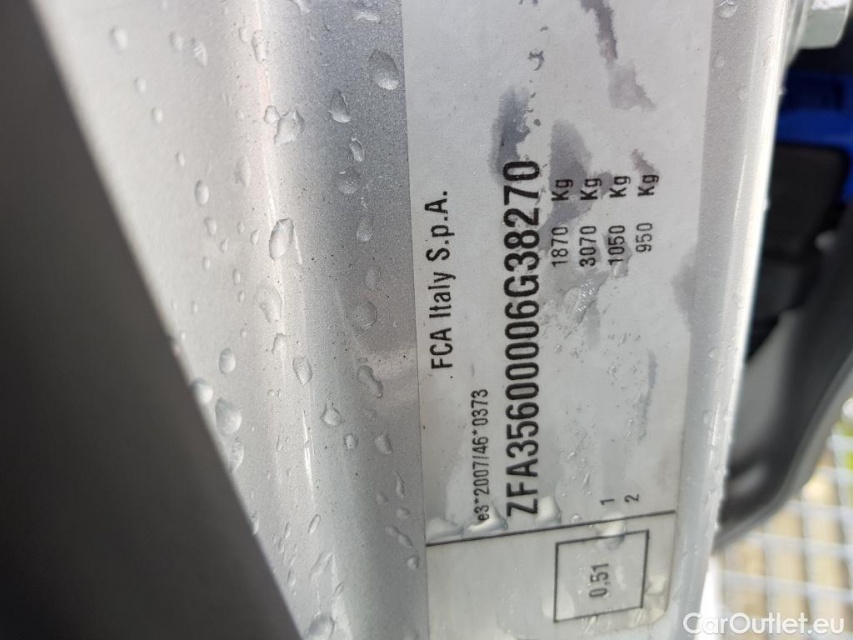 FCA Italy S.p.A.
e3*2007/46*0373
ZFA35600006G38270
1870 Kg
3070 Kg
1 1050 Kg
2 950 Kg
0,51
CarOutlet.eu